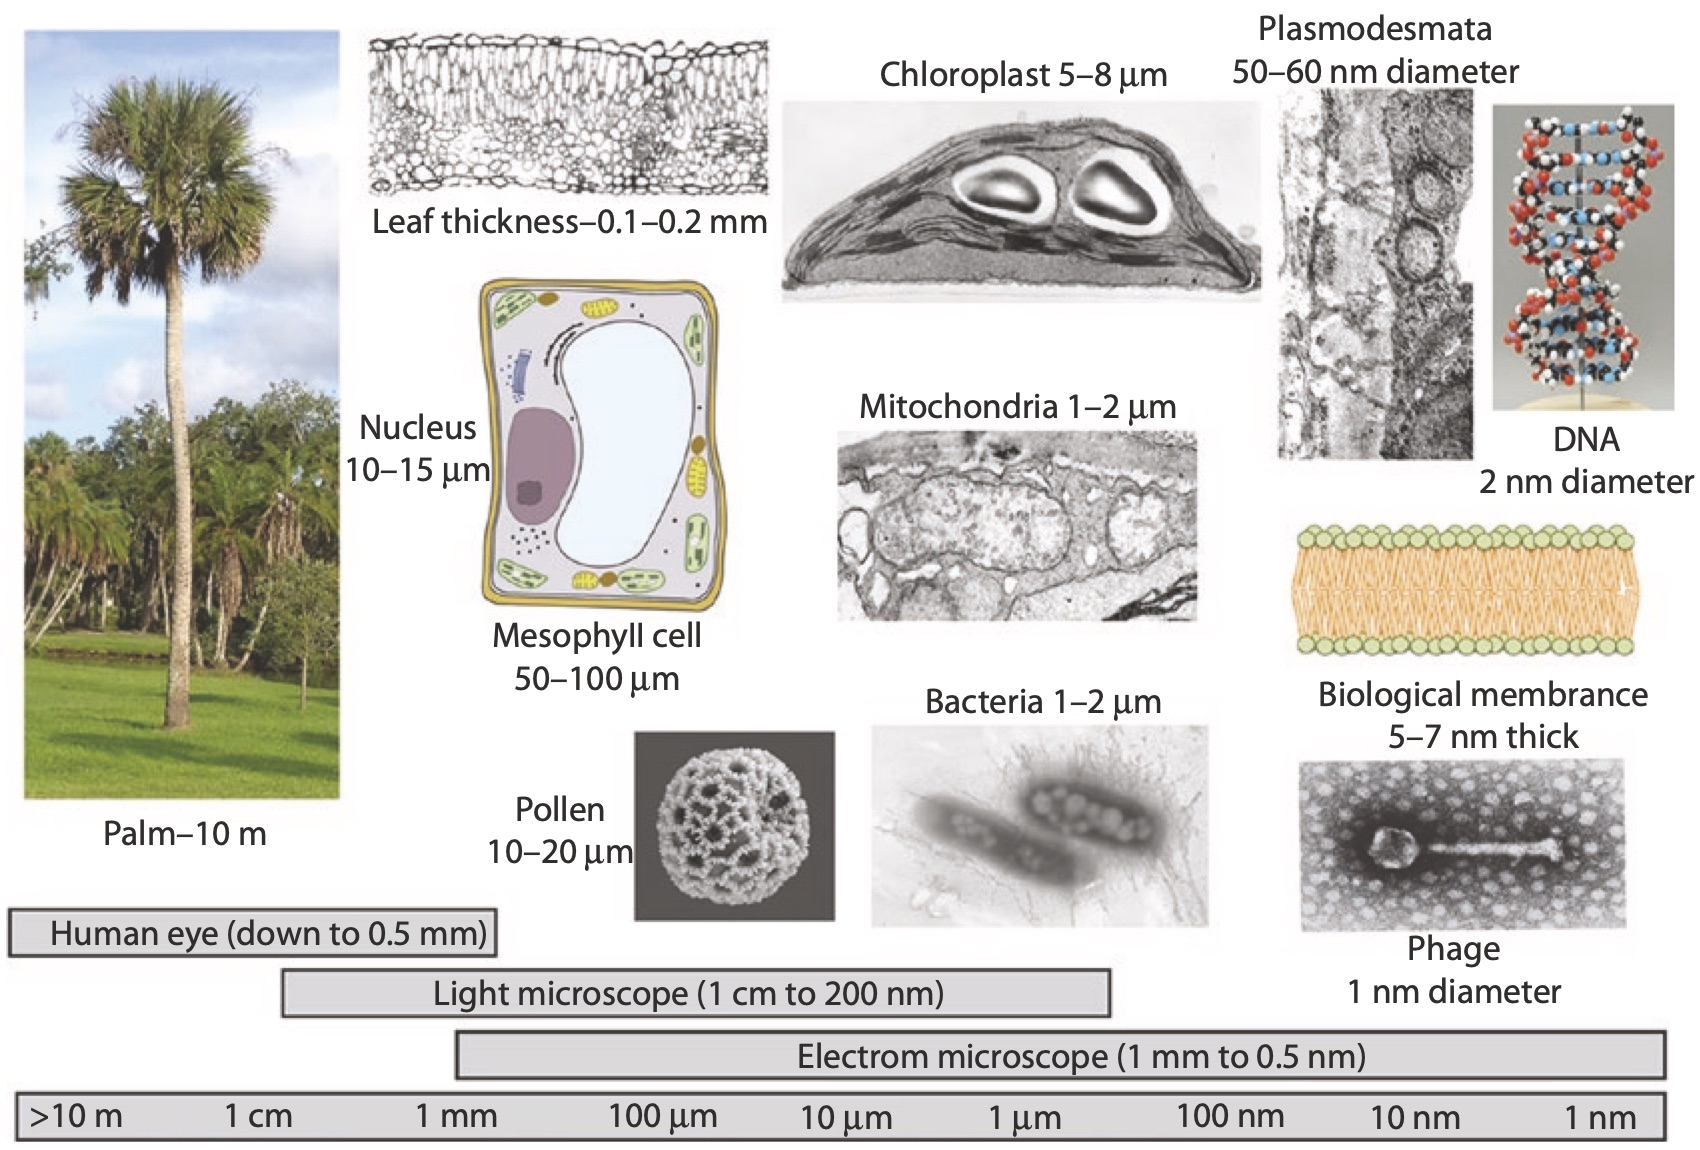 Plasmodesmata
50–60 nm diameter
Chloroplast 5–8 μm
Leaf thickness–0.1–0.2 mm
Mitochondria 1–2 μm
Nucleus
10–15 μm
DNA
2 nm diameter
Mesophyll cell
50–100 μm
Biological membrance
5–7 nm thick
Bacteria 1–2 μm
Pollen
10–20 μm
Palm–10 m
Phage
1 nm diameter
Human eye (down to 0.5 mm)
Light microscope (1 cm to 200 nm)
Electrom microscope (1 mm to 0.5 nm)
>10 m 1 cm 1 mm 100 μm 10 μm 1 μm 100 nm 10 nm 1 nm